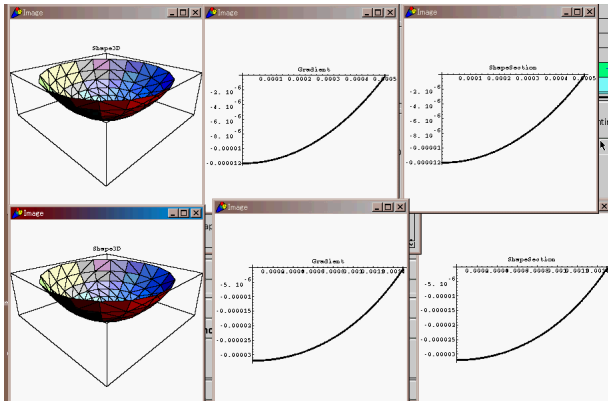 Image
Image
Image
Shape3D
Gradient
ShapeSection
0.0001 0.0002 0.0003 0.0004 0.0005
0.0001 0.0002 0.0003 0.0004 0.0005
-2. 10 -6
-4. 10 -6
-6. 10 -6
-8. 10 -6
-0.00001
-0.000012
-2. 10 -6
-4. 10 -6
-6. 10 -6
-8. 10 -6
-0.00001
-0.000012
Image
Image
Shape3D
Gradient
ShapeSection
-5. 10 -6
-0.00001
-0.000015
-0.00002
-0.000025
-0.00003
-5. 10 -6
-0.00001
-0.000015
-0.00002
-0.000025
-0.00003